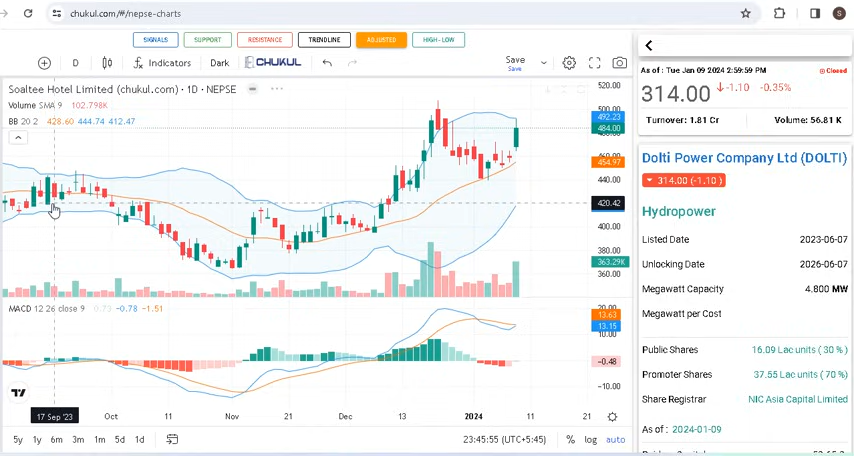 chukul.com/#/nepse-charts
S
SIGNALS SUPPORT RESISTANCE TRENDLINE ADJUSTED HIGH-LOW
D Indicators Dark CHUKUL Save
Save
Soaltee Hotel Limited (chukul.com) · 1D · NEPSE
Volume SMA 9 102.798K
BB 20 2 428.60 444.74 412.47
520.00
500.00
492.23
484.00
460.00
454.97
440.00
420.42
400.00
380.00
363.29K
360.00
MACD 12 26 close 9 0.73 −0.78 −1.51
20.00
13.63
13.15
−0.48
−10.00
17 Sep '23 Oct 11 Nov 21 Dec 13 2024 11 21
5y 1y 6m 3m 1m 5d 1d 23:45:55 (UTC+5:45) % log auto
As of : Tue Jan 09 2024 2:59:59 PM Closed
314.00 -1.10 -0.35%
Turnover: 1.81 Cr Volume: 56.81 K
Dolti Power Company Ltd (DOLTI)
314.00 (-1.10)
Hydropower
Listed Date 2023-06-07
Unlocking Date 2026-06-07
Megawatt Capacity 4.800 MW
Megawatt per Cost
Public Shares 16.09 Lac units ( 30 % )
Promoter Shares 37.55 Lac units ( 70 % )
Share Registrar NIC Asia Capital Limited
As of : 2024-01-09